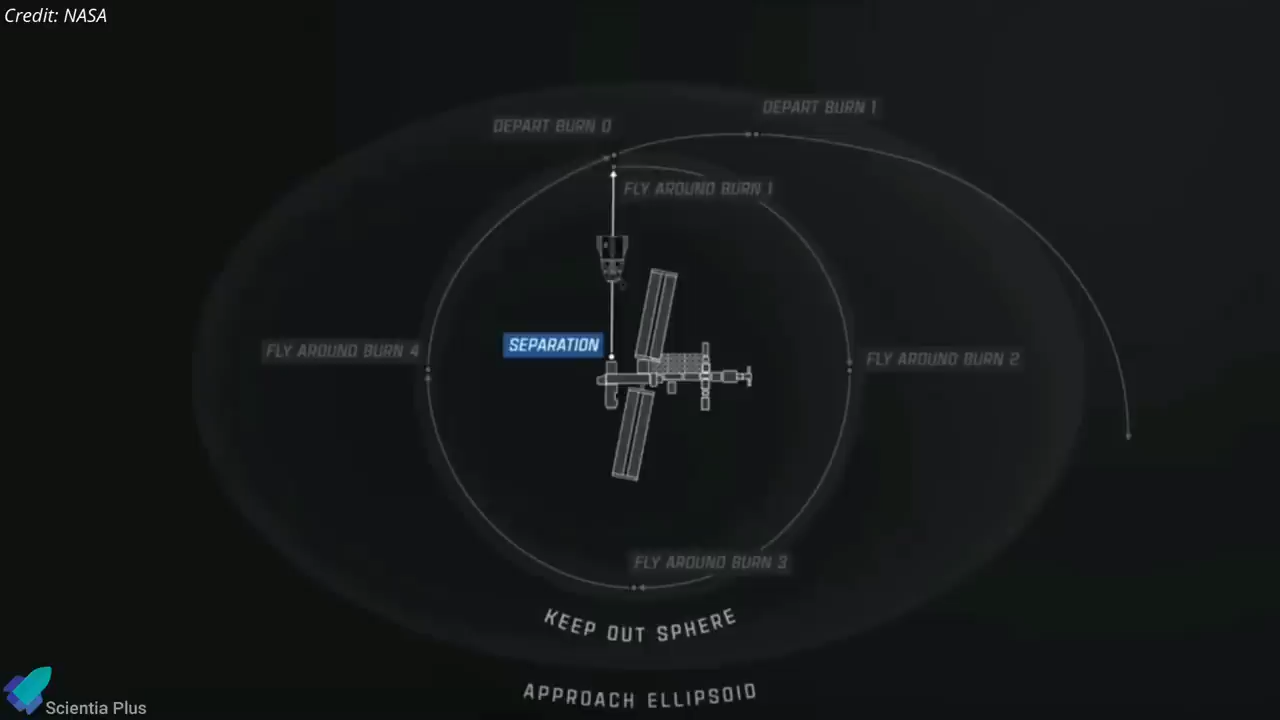 Credit: NASA
DEPART BURN 1
DEPART BURN 0
FLY AROUND BURN 1
SEPARATION
FLY AROUND BURN 4
FLY AROUND BURN 2
FLY AROUND BURN 3
KEEP OUT SPHERE
APPROACH ELLIPSOID
Scientia Plus